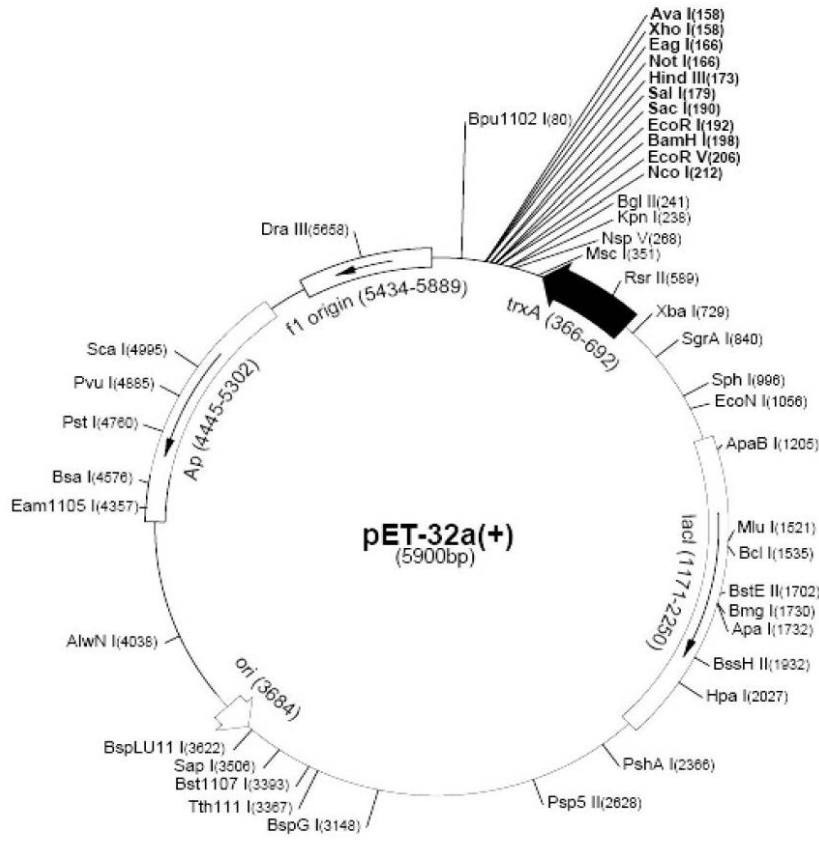 Ava I(158)
Xho I(158)
Eag I(166)
Not I(166)
Hind III(173)
Sal I(179)
Sac I(190)
EcoR I(192)
BamH I(198)
EcoR V(206)
Nco I(212)
Bpu1102 I(80)
Bgl II(241)
Kpn I(238)
Nsp V(268)
Msc I(351)
Rsr II(589)
Dra III(5658)
f1 origin (5434-5889)
trxA (366-692)
Xba I(729)
SgrA I(840)
Sph I(996)
EcoN I(1056)
ApaB I(1205)
Sca I(4995)
Pvu I(4885)
Pst I(4760)
Bsa I(4576)
Eam1105 I(4357)
Ap (4445-5302)
lacI (1171-2250)
pET-32a(+)
(5900bp)
Mlu I(1521)
Bcl I(1535)
BstE II(1702)
Bmg I(1730)
Apa I(1732)
BssH II(1932)
Hpa I(2027)
AlwN I(4038)
ori (3684)
BspLU11 I(3622)
Sap I(3506)
Bst1107 I(3393)
Tth111 I(3367)
BspG I(3148)
PshA I(2366)
Psp5 II(2628)